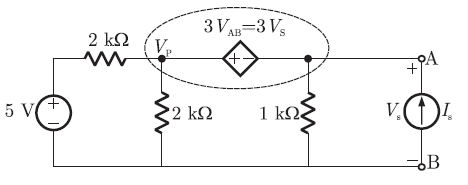 3 V_AB=3 V_S
2 kΩ
V_P
+ −
A
+
5 V
+
−
2 kΩ
1 kΩ
V_s
I_s
−
B